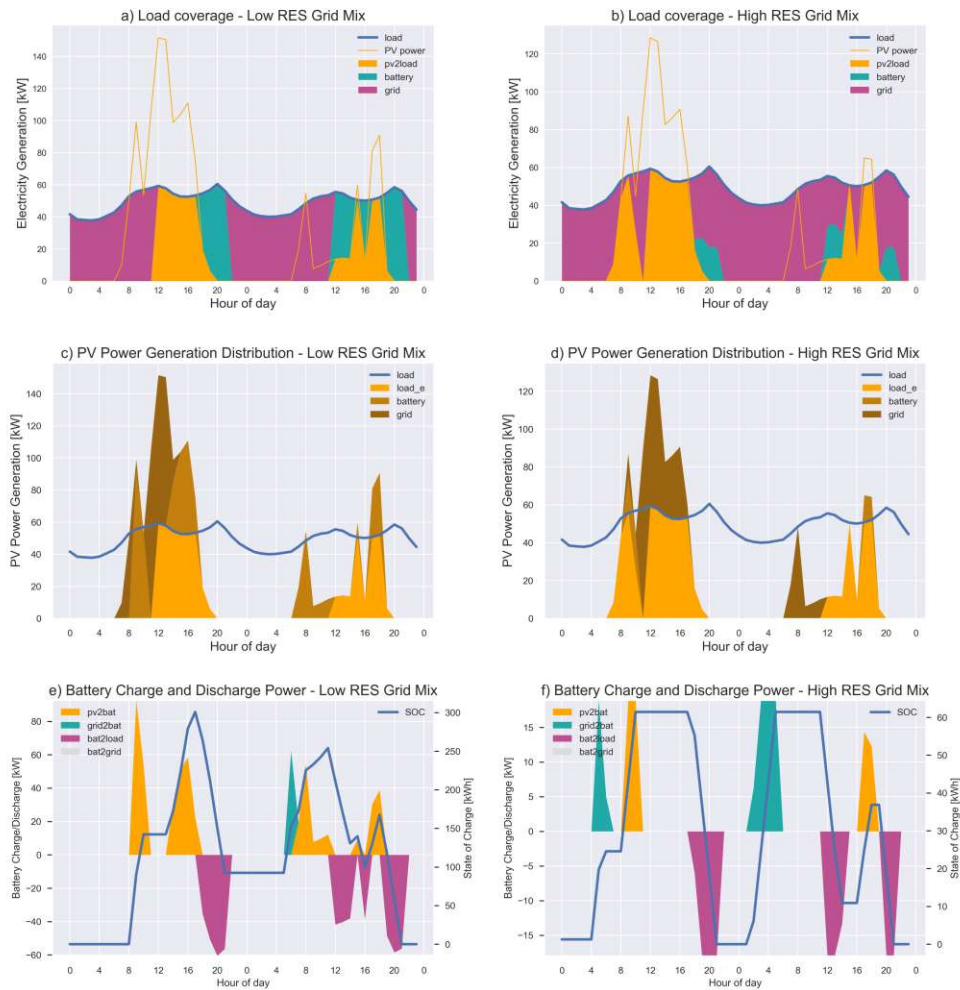 a) Load coverage - Low RES Grid Mix
load
PV power
pv2load
battery
grid
Electricity Generation [kW]
140
120
100
80
60
40
20
0
0 4 8 12 16 20 0 4 8 12 16 20 0
Hour of day
b) Load coverage - High RES Grid Mix
load
PV power
pv2load
battery
grid
Electricity Generation [kW]
120
100
80
60
40
20
0
0 4 8 12 16 20 0 4 8 12 16 20 0
Hour of day
c) PV Power Generation Distribution - Low RES Grid Mix
load
load_e
battery
grid
PV Power Generation [kW]
140
120
100
80
60
40
20
0
0 4 8 12 16 20 0 4 8 12 16 20 0
Hour of day
d) PV Power Generation Distribution - High RES Grid Mix
load
load_e
battery
grid
PV Power Generation [kW]
120
100
80
60
40
20
0
0 4 8 12 16 20 0 4 8 12 16 20 0
Hour of day
e) Battery Charge and Discharge Power - Low RES Grid Mix
pv2bat
grid2bat
bat2load
bat2grid
SOC
Battery Charge/Discharge [kW]
80
60
40
20
0
−20
−40
−60
State of Charge [kWh]
300
250
200
150
100
50
0
0 4 8 12 16 20 0 4 8 12 16 20 0
Hour of day
f) Battery Charge and Discharge Power - High RES Grid Mix
pv2bat
grid2bat
bat2load
bat2grid
SOC
Battery Charge/Discharge [kW]
15
10
5
0
−5
−10
−15
State of Charge [kWh]
60
50
40
30
20
10
0
0 4 8 12 16 20 0 4 8 12 16 20 0
Hour of day